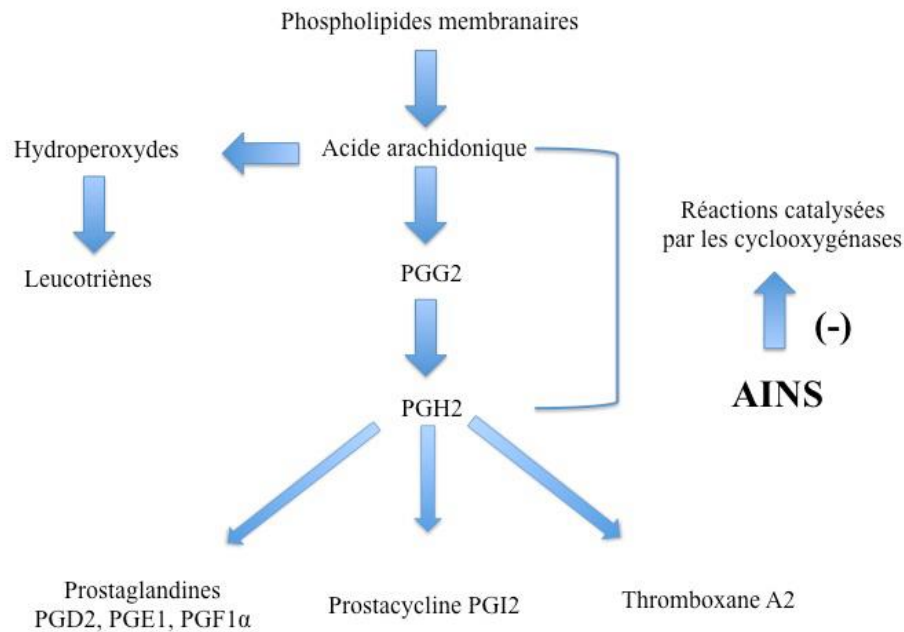 Phospholipides membranaires
Hydroperoxydes
Acide arachidonique
Réactions catalysées
par les cyclooxygénases
Leucotriènes
PGG2
(-)
AINS
PGH2
Prostaglandines
PGD2, PGE1, PGF1α
Prostacycline PGI2
Thromboxane A2